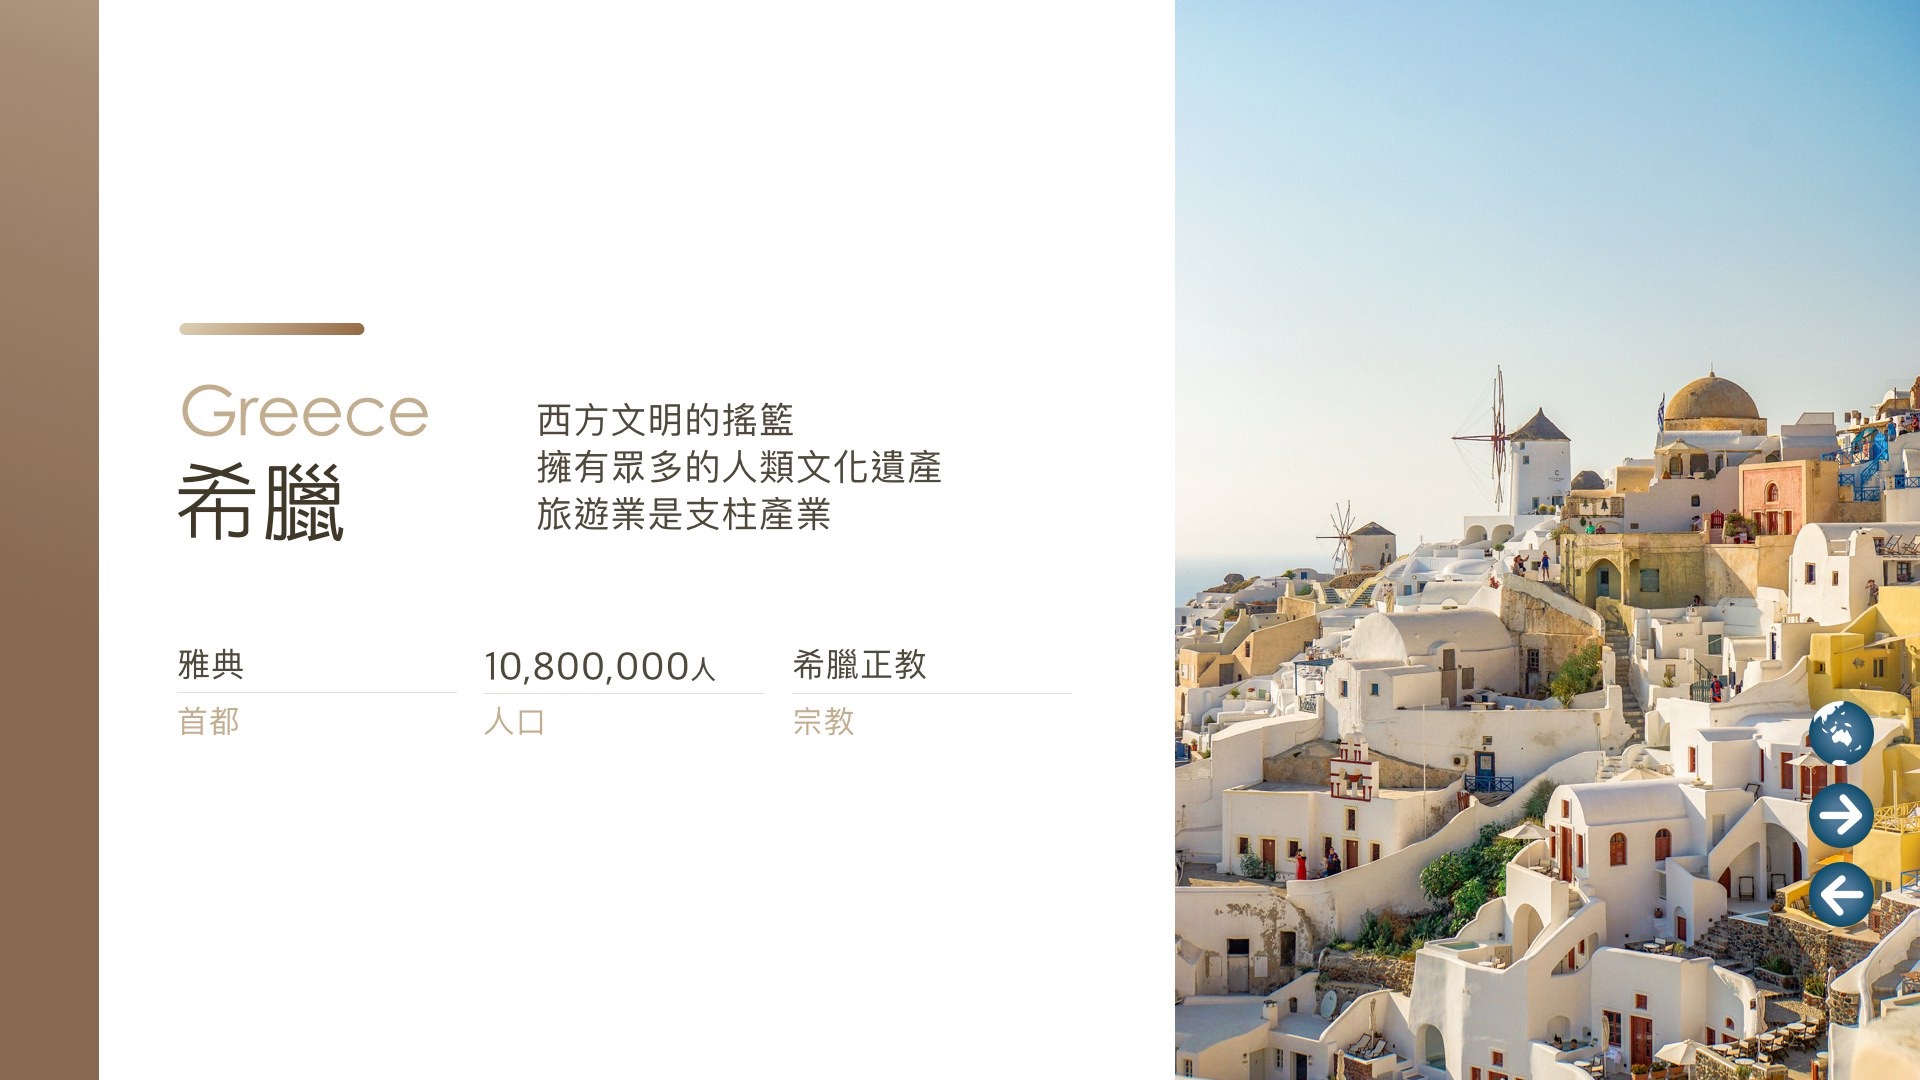 Greece
希臘
西方文明的搖籃
擁有眾多的人類文化遺產
旅遊業是支柱產業
雅典
首都
10,800,000人
人口
希臘正教
宗教